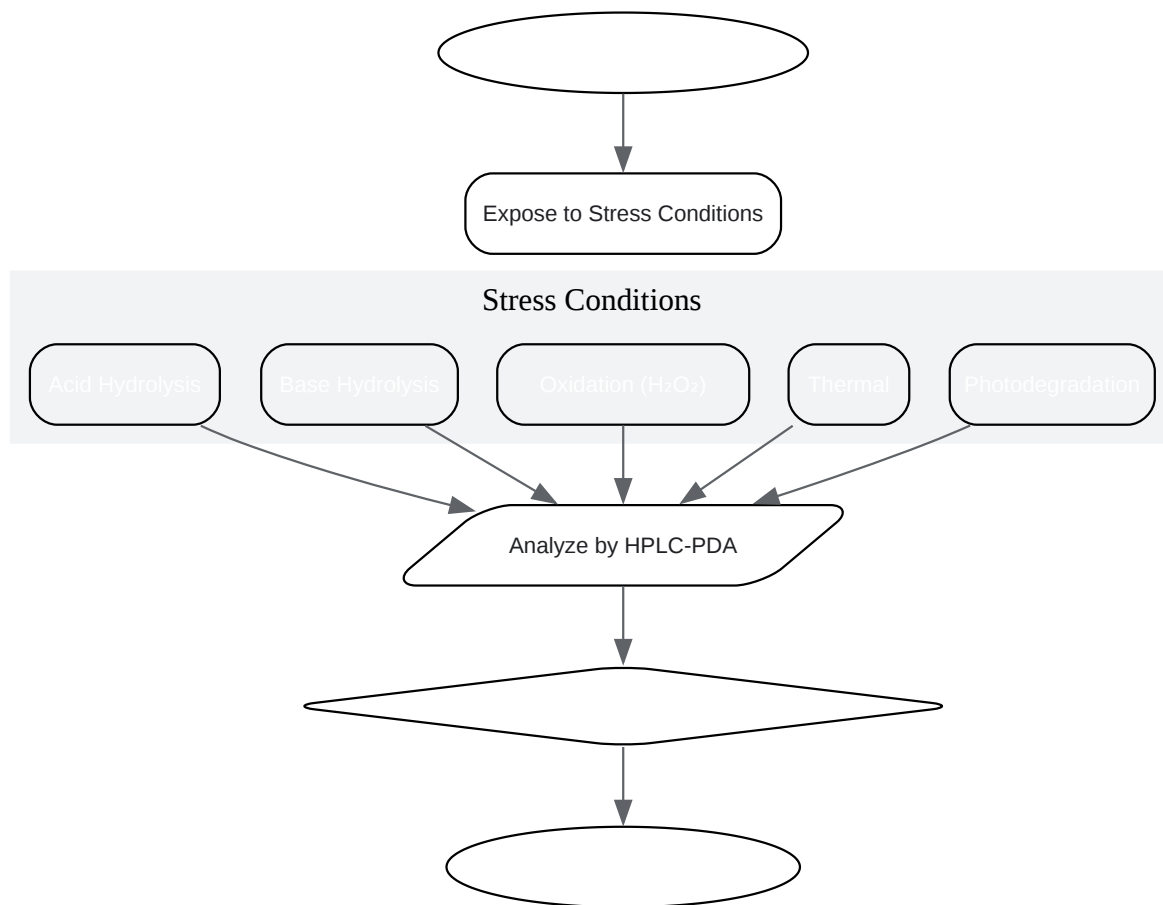 Expose to Stress Conditions
Stress Conditions
Acid Hydrolysis
Base Hydrolysis
Oxidation (H₂O₂)
Thermal
Photodegradation
Analyze by HPLC-PDA